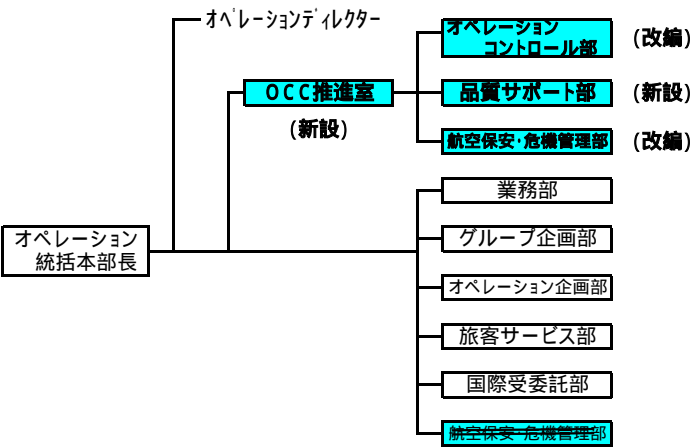 オペレーションディレクター
オペレーション
コントロール部
(改編)
OCC推進室
(新設)
品質サポート部
(新設)
航空保安・危機管理部
(改編)
業務部
オペレーション
統括本部長
グループ企画部
オペレーション企画部
旅客サービス部
国際受委託部
航空保安・危機管理部